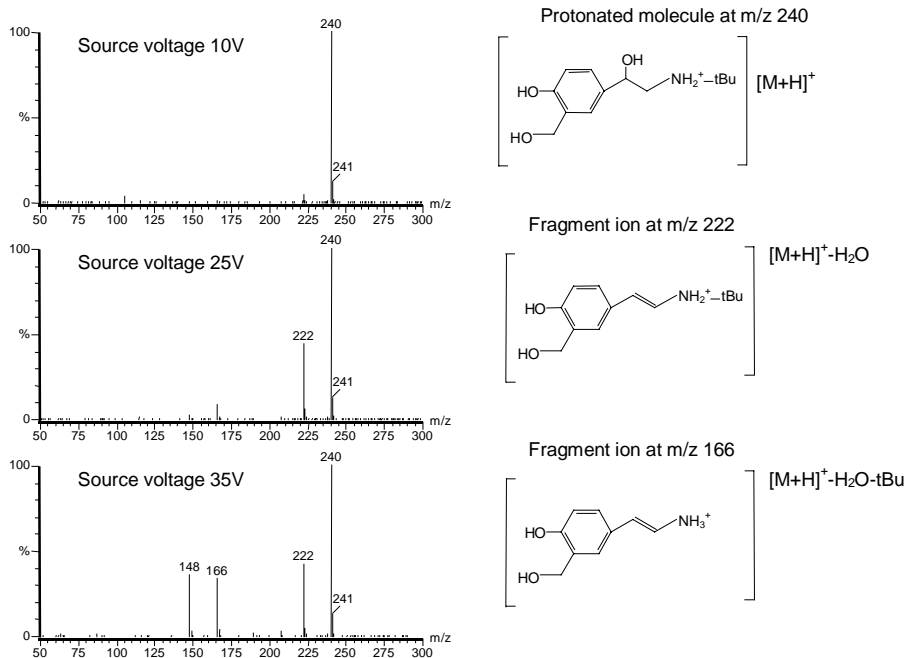 Source voltage 10V
240
100
%
241
0
m/z
50 75 100 125 150 175 200 225 250 275 300
Protonated molecule at m/z 240
OH
HO
NH2+–tBu
HO
[M+H]+
Source voltage 25V
240
100
%
222
241
0
m/z
50 75 100 125 150 175 200 225 250 275 300
Fragment ion at m/z 222
[M+H]+-H2O
HO
NH2+–tBu
HO
Source voltage 35V
240
100
%
148
166
222
241
0
m/z
50 75 100 125 150 175 200 225 250 275 300
Fragment ion at m/z 166
[M+H]+-H2O-tBu
HO
NH3+
HO